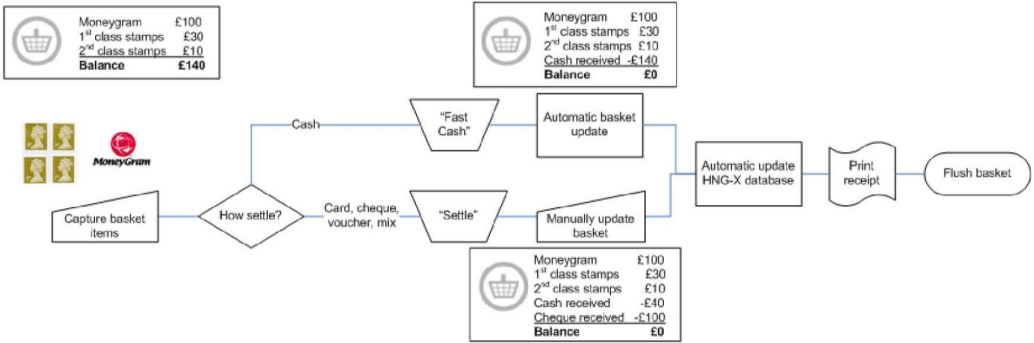 Moneygram £100
1st class stamps £30
2nd class stamps £10
Balance £140
Moneygram £100
1st class stamps £30
2nd class stamps £10
Cash received -£140
Balance £0
MoneyGram
Capture basket
items
How settle?
Cash
"Fast
Cash"
Automatic basket
update
Card, cheque,
voucher, mix
"Settle"
Manually update
basket
Automatic update
HNG-X database
Print
receipt
Flush basket
Moneygram £100
1st class stamps £30
2nd class stamps £10
Cash received -£40
Cheque received -£100
Balance £0